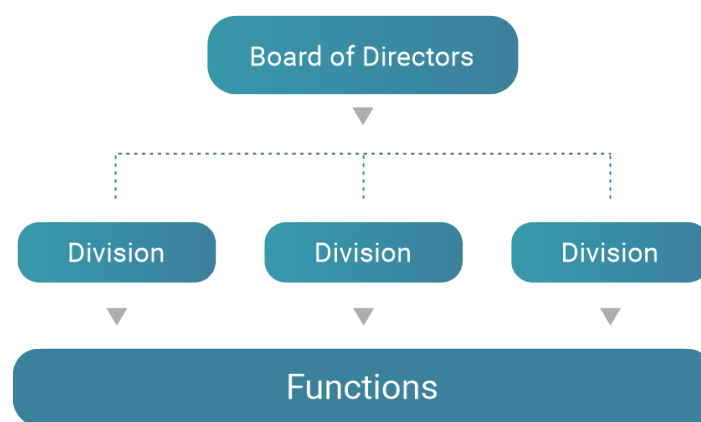 Board of Directors
Division
Division
Division
Functions